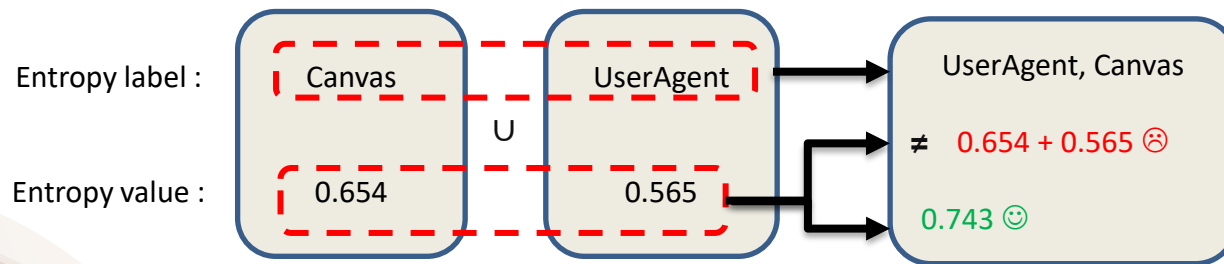 Entropy label : Canvas UserAgent UserAgent, Canvas
∪
≠ 0.654 + 0.565 ☹
Entropy value : 0.654 0.565
0.743 ☺